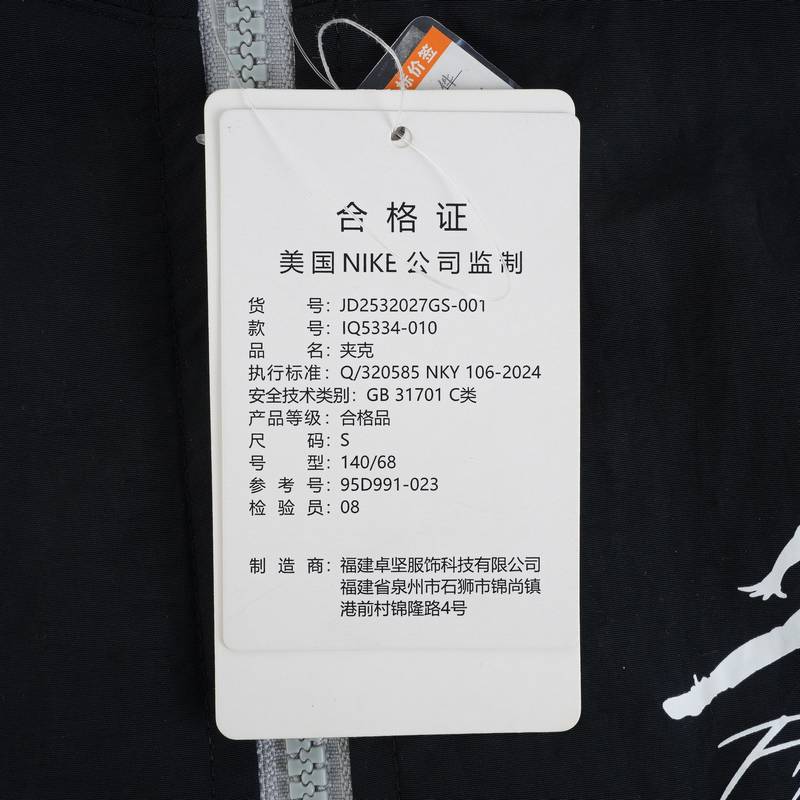 标价签
件
合格证
美国NIKE公司监制
货号：JD2532027GS-001
款号：IQ5334-010
品名：夹克
执行标准：Q/320585 NKY 106-2024
安全技术类别：GB 31701 C类
产品等级：合格品
尺码：S
号型：140/68
参考号：95D991-023
检验员：08
制造商：福建卓坚服饰科技有限公司
福建省泉州市石狮市锦尚镇
港前村锦隆路4号